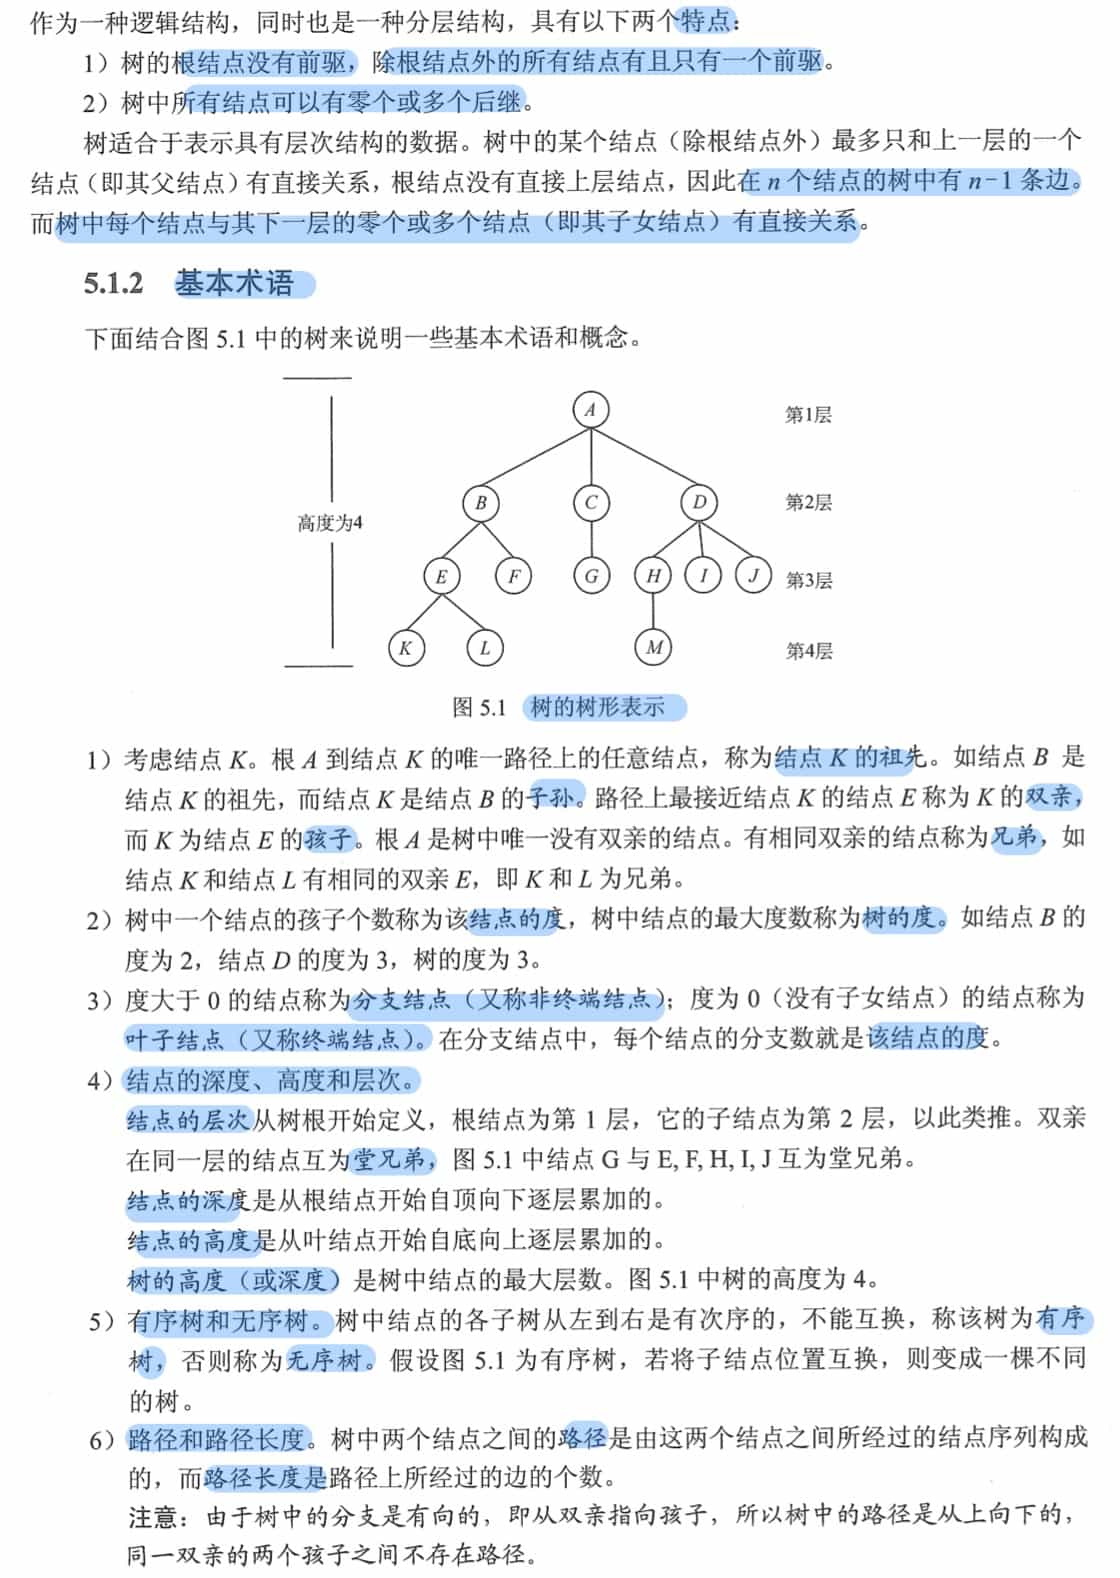 作为一种逻辑结构，同时也是一种分层结构，具有以下两个特点：
1）树的根结点没有前驱，除根结点外的所有结点有且只有一个前驱。
2）树中所有结点可以有零个或多个后继。
树适合于表示具有层次结构的数据。树中的某个结点（除根结点外）最多只和上一层的一个
结点（即其父结点）有直接关系，根结点没有直接上层结点，因此在 n 个结点的树中有 n-1 条边。
而树中每个结点与其下一层的零个或多个结点（即其子女结点）有直接关系。
5.1.2 基本术语
下面结合图 5.1 中的树来说明一些基本术语和概念。
A 第1层
B C D 第2层
高度为4
E F G H I J 第3层
K L M 第4层
图 5.1 树的树形表示
1）考虑结点 K。根 A 到结点 K 的唯一路径上的任意结点，称为结点 K 的祖先。如结点 B 是
结点 K 的祖先，而结点 K 是结点 B 的子孙。路径上最接近结点 K 的结点 E 称为 K 的双亲，
而 K 为结点 E 的孩子。根 A 是树中唯一没有双亲的结点。有相同双亲的结点称为兄弟，如
结点 K 和结点 L 有相同的双亲 E，即 K 和 L 为兄弟。
2）树中一个结点的孩子个数称为该结点的度，树中结点的最大度数称为树的度。如结点 B 的
度为 2，结点 D 的度为 3，树的度为 3。
3）度大于 0 的结点称为分支结点（又称非终端结点）；度为 0（没有子女结点）的结点称为
叶子结点（又称终端结点）。在分支结点中，每个结点的分支数就是该结点的度。
4）结点的深度、高度和层次。
结点的层次从树根开始定义，根结点为第 1 层，它的子结点为第 2 层，以此类推。双亲
在同一层的结点互为堂兄弟，图 5.1 中结点 G 与 E, F, H, I, J 互为堂兄弟。
结点的深度是从根结点开始自顶向下逐层累加的。
结点的高度是从叶结点开始自底向上逐层累加的。
树的高度（或深度）是树中结点的最大层数。图 5.1 中树的高度为 4。
5）有序树和无序树。树中结点的各子树从左到右是有次序的，不能互换，称该树为有序
树，否则称为无序树。假设图 5.1 为有序树，若将子结点位置互换，则变成一棵不同
的树。
6）路径和路径长度。树中两个结点之间的路径是由这两个结点之间所经过的结点序列构成
的，而路径长度是路径上所经过的边的个数。
注意：由于树中的分支是有向的，即从双亲指向孩子，所以树中的路径是从上向下的，
同一双亲的两个孩子之间不存在路径。